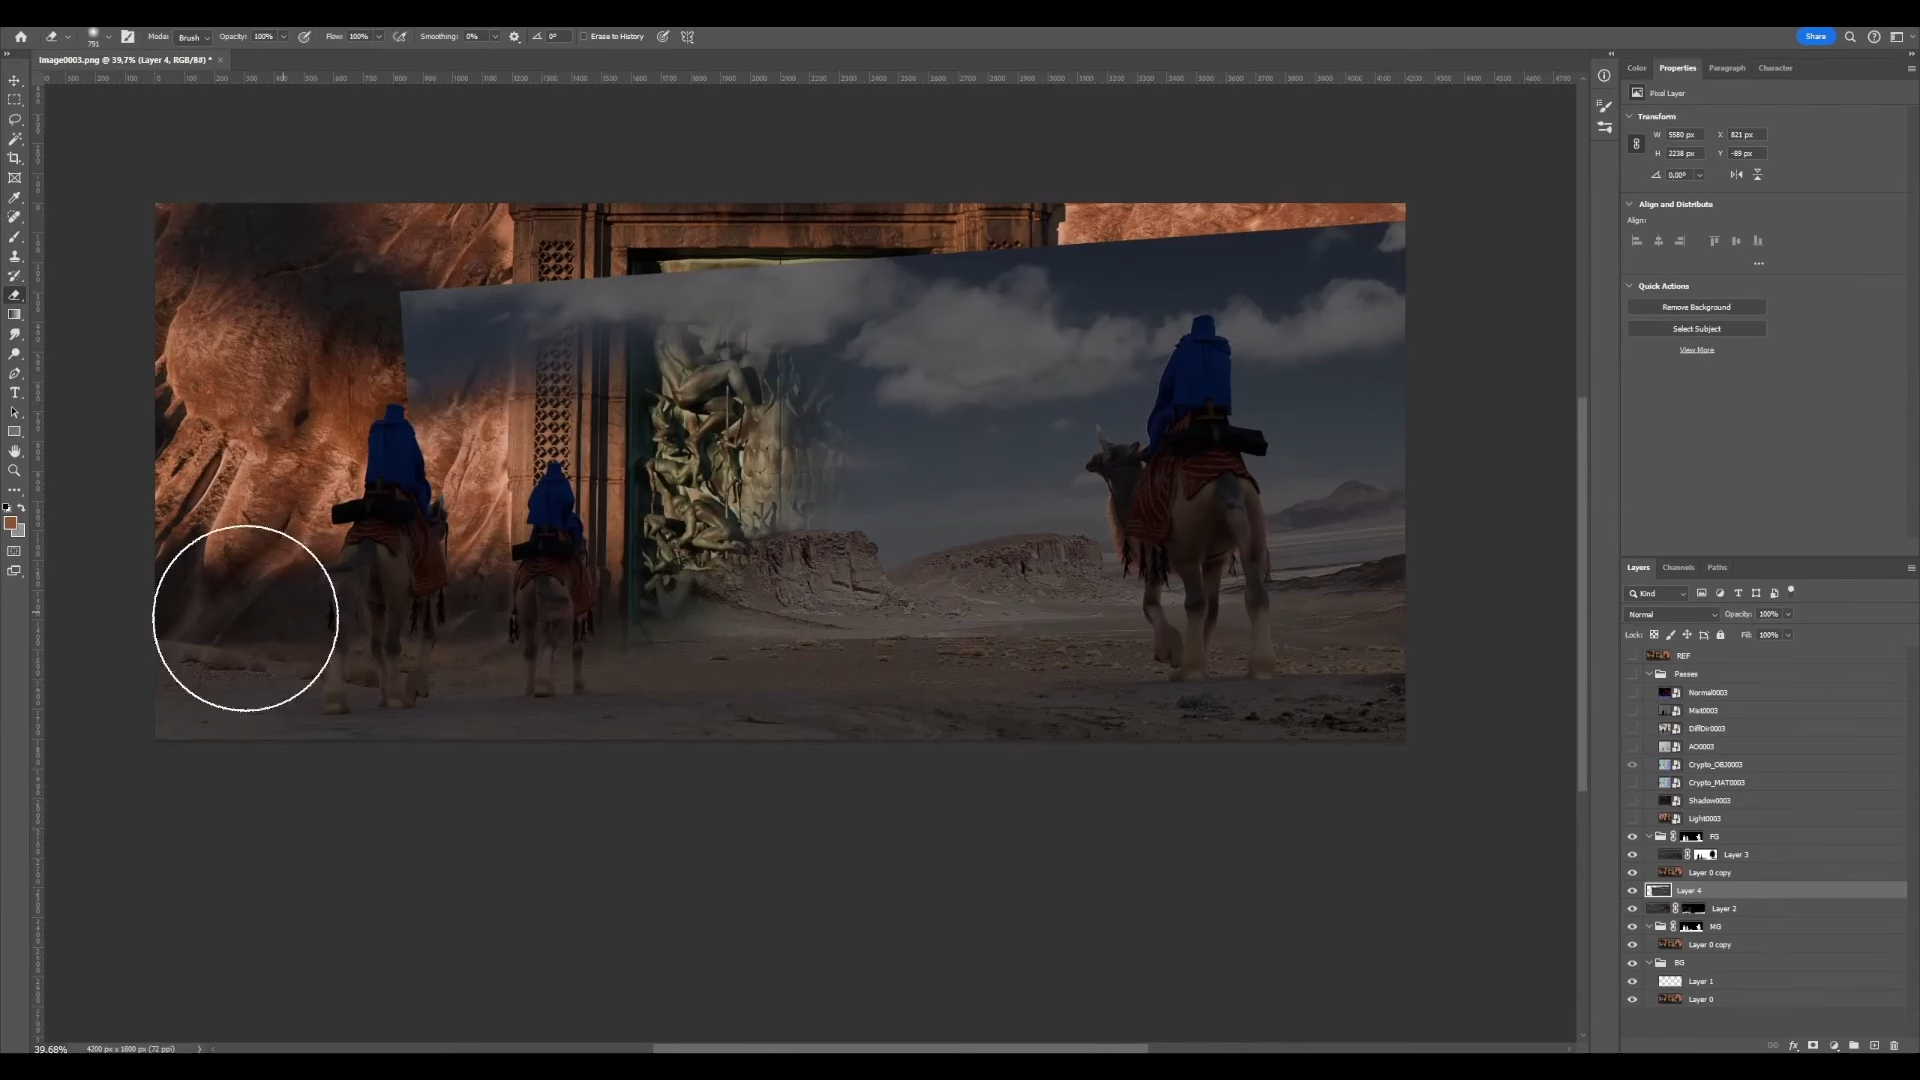 791 Mode: Brush Opacity: 100% Flow: 100% Smoothing: 0% 0° Erase to History Share
Image0003.png @ 39,7% (Layer 4, RGB/8#) * ×
Color Properties Paragraph Character
Pixel Layer
Transform
W 5580 px X 821 px
H 2238 px Y -89 px
0,00°
Align and Distribute
Align:
Quick Actions
Remove Background
Select Subject
View More
Layers Channels Paths
Kind
Normal Opacity: 100%
Lock: Fill: 100%
REF
Passes
Normal0003
Mist0003
DiffDir0003
AO0003
Crypto_OBJ0003
Crypto_MAT0003
Shadow0003
Light0003
FG
Layer 3
Layer 0 copy
Layer 4
Layer 2
MG
Layer 0 copy
BG
Layer 1
Layer 0
39.68% 4200 px x 1800 px (72 ppi)